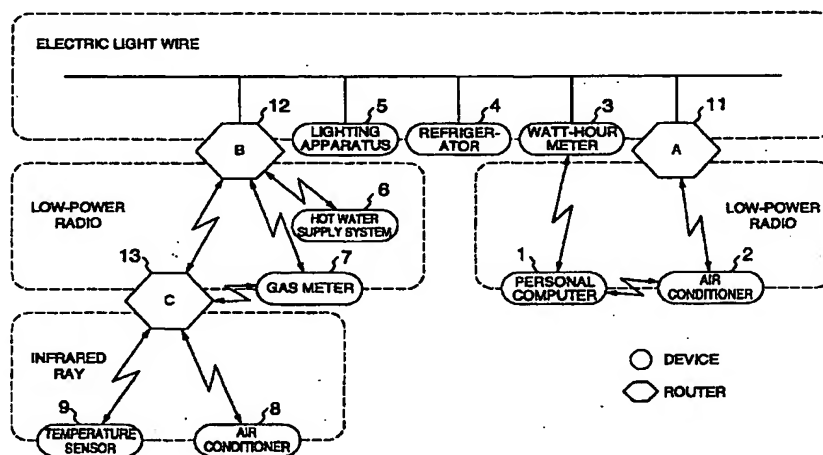 ELECTRIC LIGHT WIRE
12
5
4
3
11
B
LIGHTING
APPARATUS
REFRIGER-
ATOR
WATT-HOUR
METER
A
LOW-POWER
RADIO
6
HOT WATER
SUPPLY SYSTEM
LOW-POWER
RADIO
13
7
1
2
C
GAS METER
PERSONAL
COMPUTER
AIR
CONDITIONER
INFRARED
RAY
DEVICE
ROUTER
9
8
TEMPERATURE
SENSOR
AIR
CONDITIONER